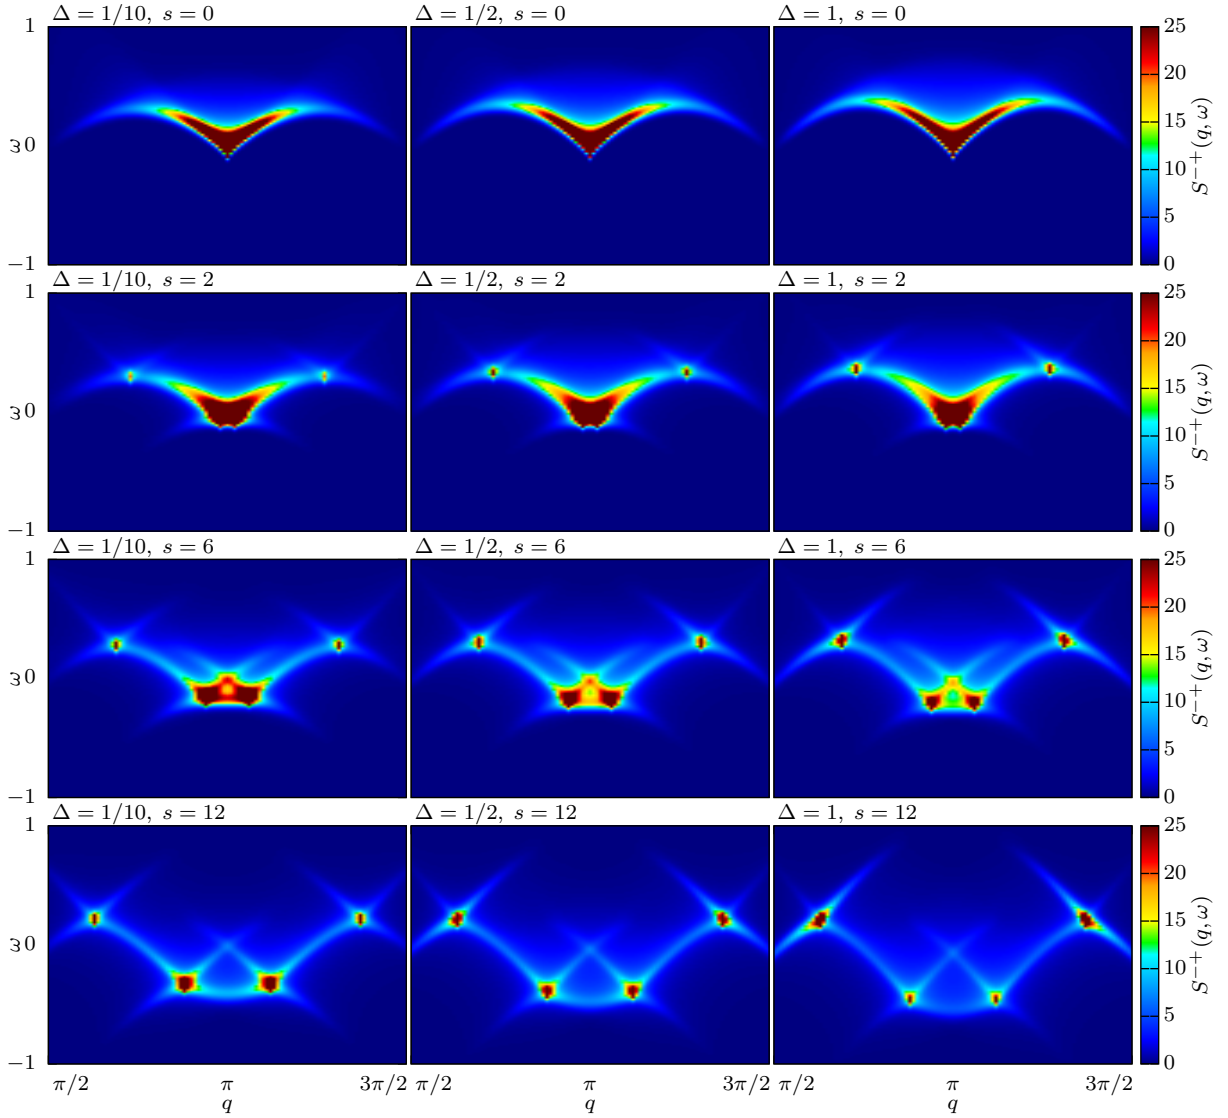 Δ = 1/10, s = 0
Δ = 1/2, s = 0
Δ = 1, s = 0
1
0
−1
ω
25
20
15
10
5
0
S⁻⁺(q, ω)
Δ = 1/10, s = 2
Δ = 1/2, s = 2
Δ = 1, s = 2
1
0
−1
ω
25
20
15
10
5
0
S⁻⁺(q, ω)
Δ = 1/10, s = 6
Δ = 1/2, s = 6
Δ = 1, s = 6
1
0
−1
ω
25
20
15
10
5
0
S⁻⁺(q, ω)
Δ = 1/10, s = 12
Δ = 1/2, s = 12
Δ = 1, s = 12
1
0
−1
ω
25
20
15
10
5
0
S⁻⁺(q, ω)
π/2 π 3π/2 π/2 π 3π/2 π/2 π 3π/2
q q q